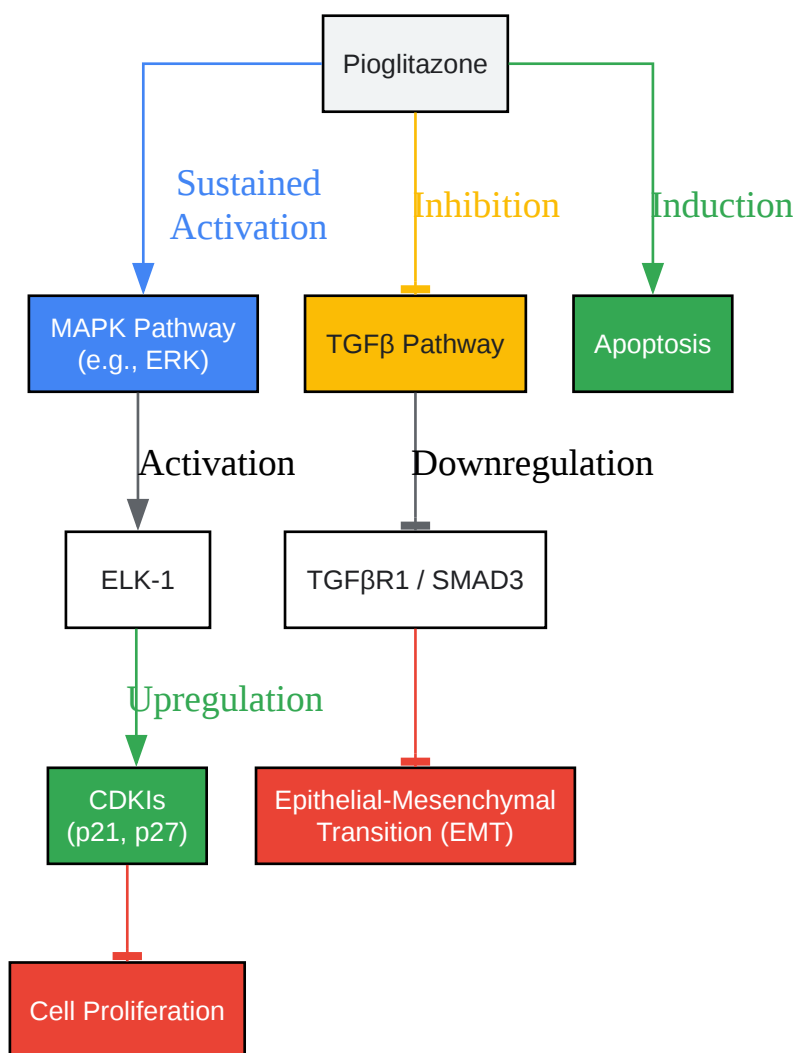 Pioglitazone
Sustained
Activation
Inhibition
Induction
MAPK Pathway
(e.g., ERK)
TGFβ Pathway
Apoptosis
Activation
Downregulation
ELK-1
TGFβR1 / SMAD3
Upregulation
CDKIs
(p21, p27)
Epithelial-Mesenchymal
Transition (EMT)
Cell Proliferation